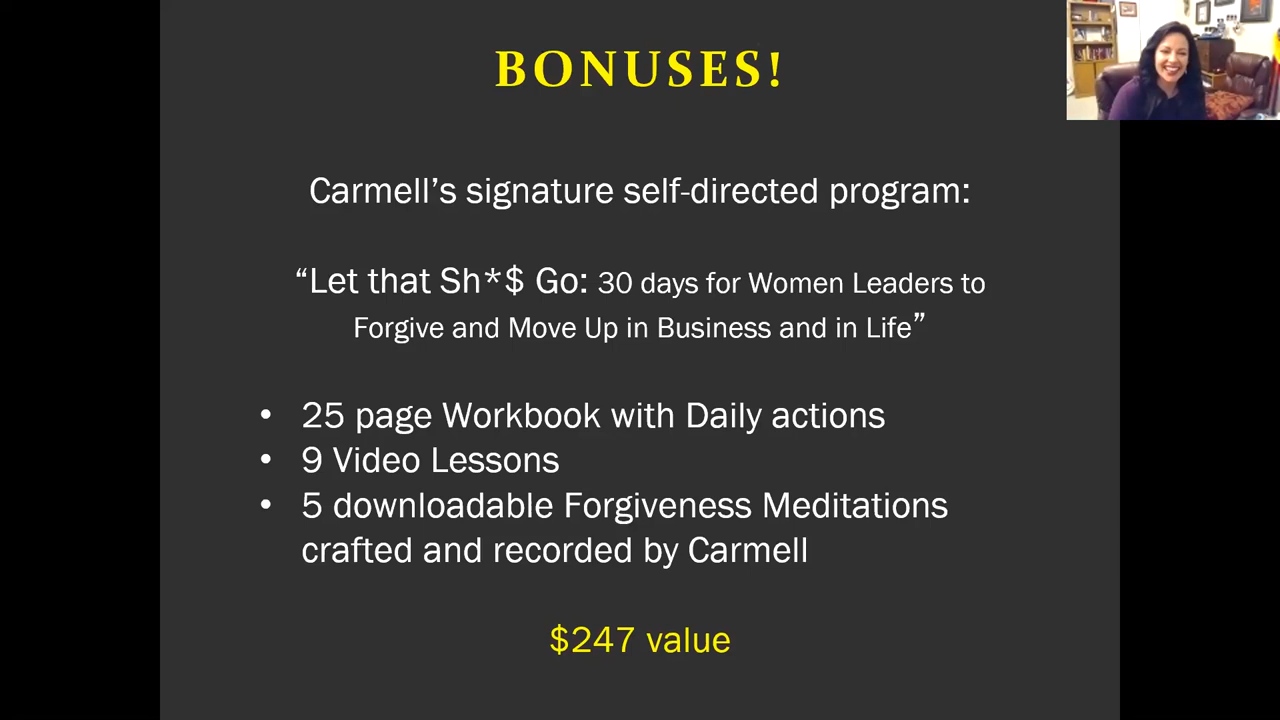 BONUSES!
Carmell’s signature self-directed program:
“Let that Sh*$ Go: 30 days for Women Leaders to
Forgive and Move Up in Business and in Life”
• 25 page Workbook with Daily actions
• 9 Video Lessons
• 5 downloadable Forgiveness Meditations
crafted and recorded by Carmell
$247 value